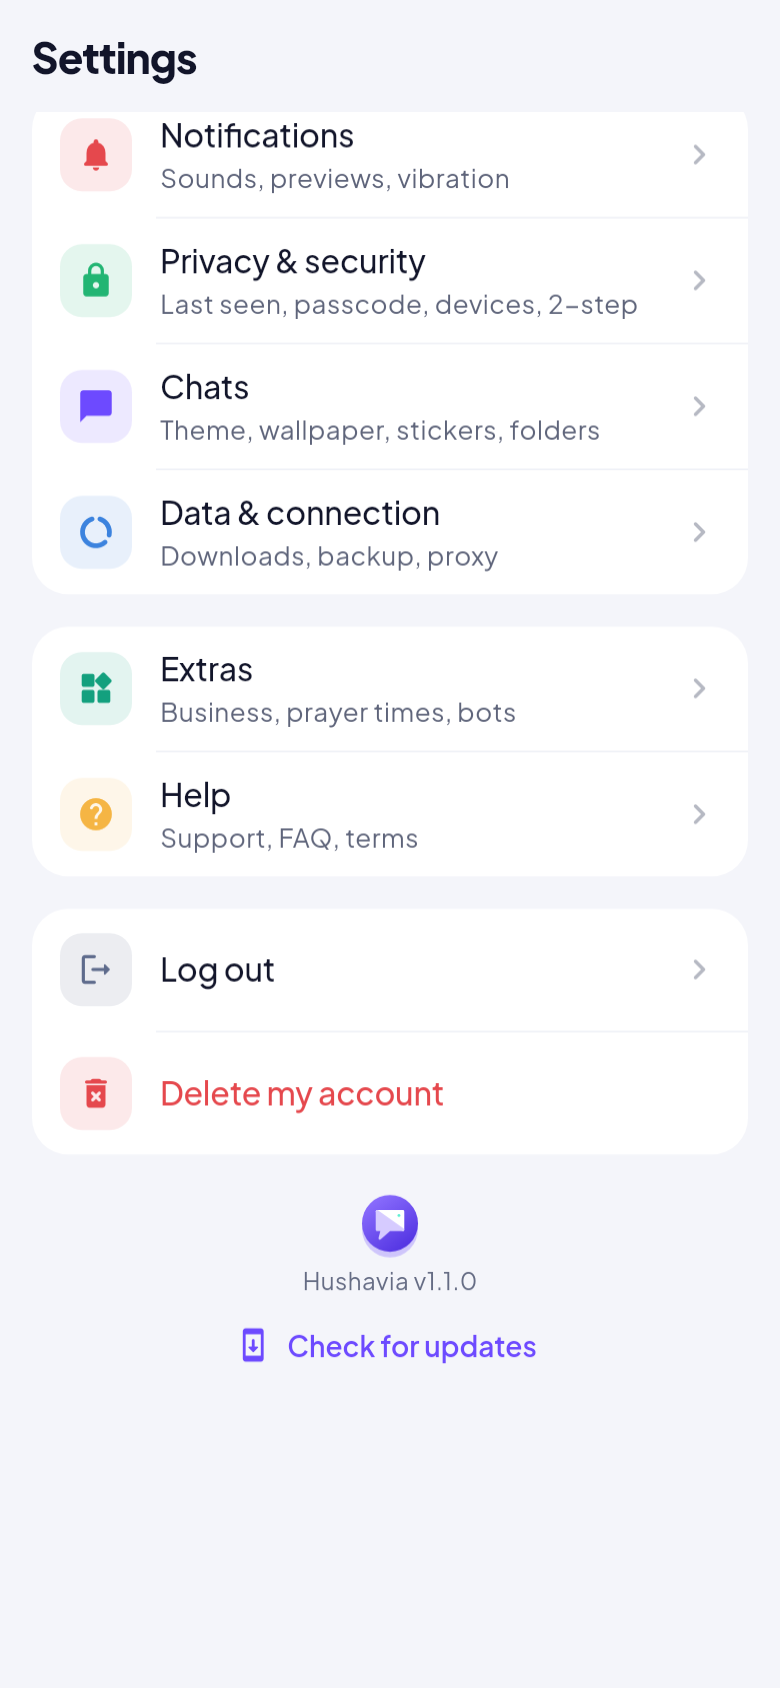 Settings
Notifications
Sounds, previews, vibration
Privacy & security
Last seen, passcode, devices, 2-step
Chats
Theme, wallpaper, stickers, folders
Data & connection
Downloads, backup, proxy
Extras
Business, prayer times, bots
Help
Support, FAQ, terms
Log out
Delete my account
Hushavia v1.1.0
Check for updates